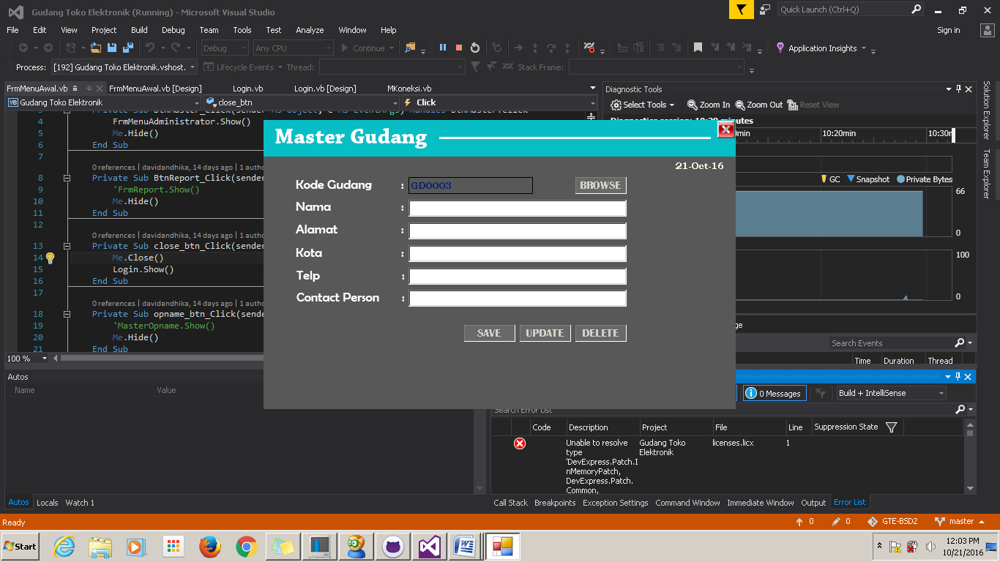 Gudang Toko Elektronik (Running) - Microsoft Visual Studio
Quick Launch (Ctrl+Q)
File Edit View Project Build Debug Team Tools Test Analyze Window Help
Sign in
Debug Any CPU Continue Application Insights
Process: [192] Gudang Toko Elektronik.vshost. Lifecycle Events Thread: Stack Frame:
FrmMenuAwal.vb FrmMenuAwal.vb [Design] Login.vb Login.vb [Design] MKoneksi.vb
Gudang Toko Elektronik close_btn Click
4 FrmMenuAdministrator.Show()
5 Me.Hide()
6 End Sub
7
0 references | davidandhika, 14 days ago | 1 autho
8 Private Sub BtnReport_Click(sender
9 'FrmReport.Show()
10 Me.Hide()
11 End Sub
12
0 references | davidandhika, 14 days ago | 1 autho
13 Private Sub close_btn_Click(sender
14 Me.Close()
15 Login.Show()
16 End Sub
17
0 references | davidandhika, 14 days ago | 1 autho
18 Private Sub opname_btn_Click(sende
19 'MasterOpname.Show()
20 Me.Hide()
21 End Sub
100 %
Master Gudang
21-Oct-16
Kode Gudang : GD0003 BROWSE
Nama :
Alamat :
Kota :
Telp :
Contact Person :
SAVE UPDATE DELETE
Diagnostic Tools
Select Tools Zoom In Zoom Out Reset View
10:20min 10:30m
GC Snapshot Private Bytes
66
0
100
0
Search Events
Time Duration Thread
Autos
Name Value
0 Messages Build + IntelliSense
Search Error List
Code Description Project File Line Suppression State
Unable to resolve Gudang Toko licenses.licx 1
type Elektronik
'DevExpress.Patch.I
nMemoryPatch,
DevExpress.Patch.
Common,
Autos Locals Watch 1
Call Stack Breakpoints Exception Settings Command Window Immediate Window Output Error List
Ready
0 0 GTE-BSD2 master
Start
12:03 PM
10/21/2016
Solution Explorer
Team Explorer